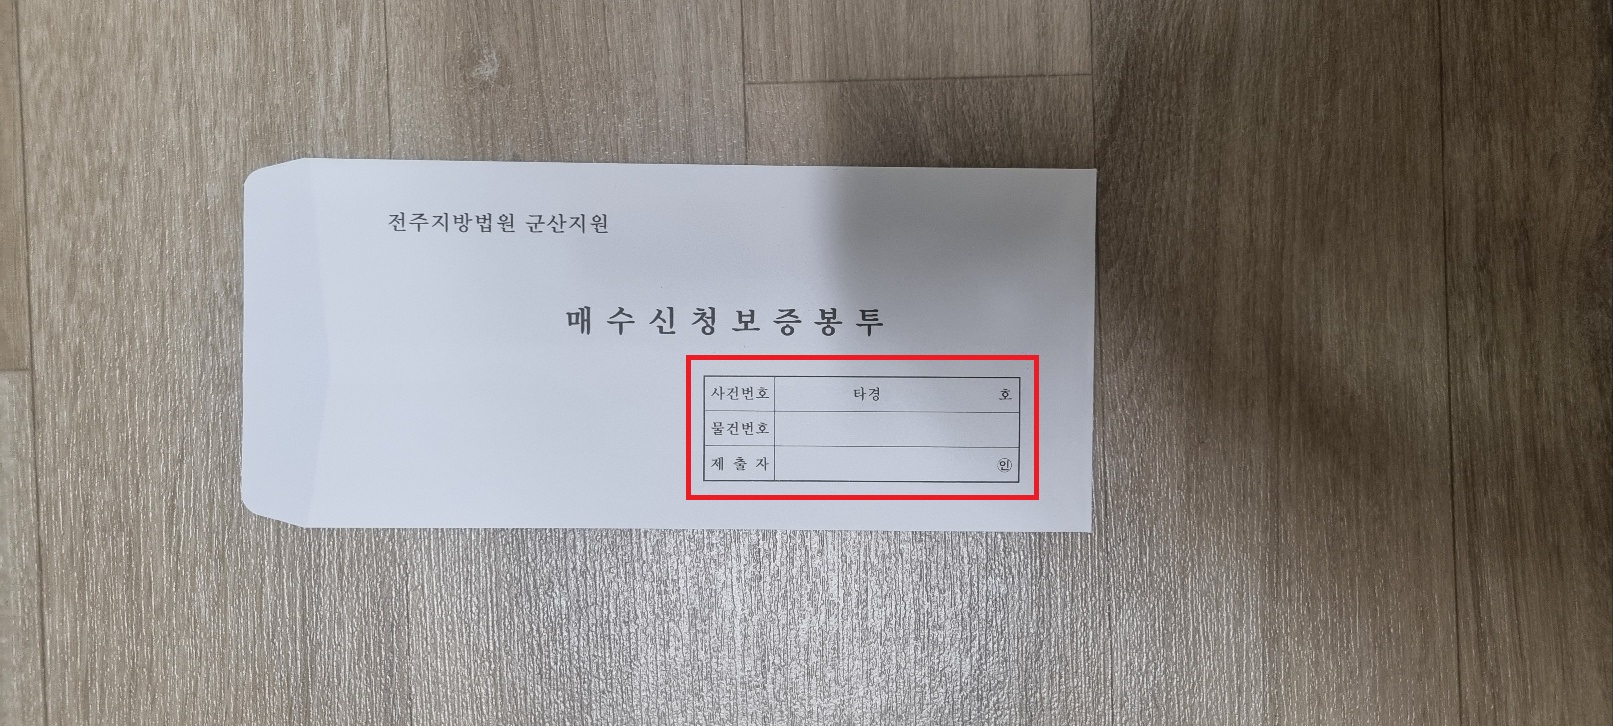 전주지방법원 군산지원
매수신청보증봉투
사건번호 타경 호
물건번호
제 출 자 ㊞